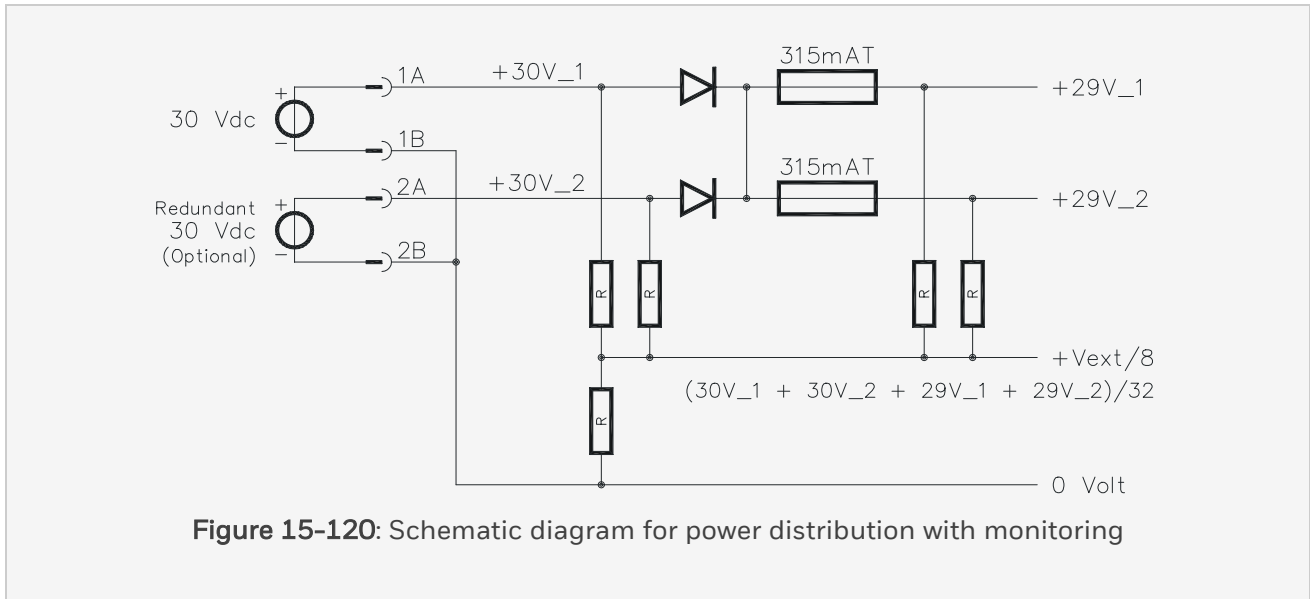 315mAT
1A
+30V_1
+29V_1
+
30 Vdc
-
1B
315mAT
2A
+30V_2
+29V_2
Redundant
+
30 Vdc
(Optional)
-
2B
R
R
R
R
+Vext/8
(30V_1 + 30V_2 + 29V_1 + 29V_2)/32
R
0 Volt
Figure 15-120: Schematic diagram for power distribution with monitoring